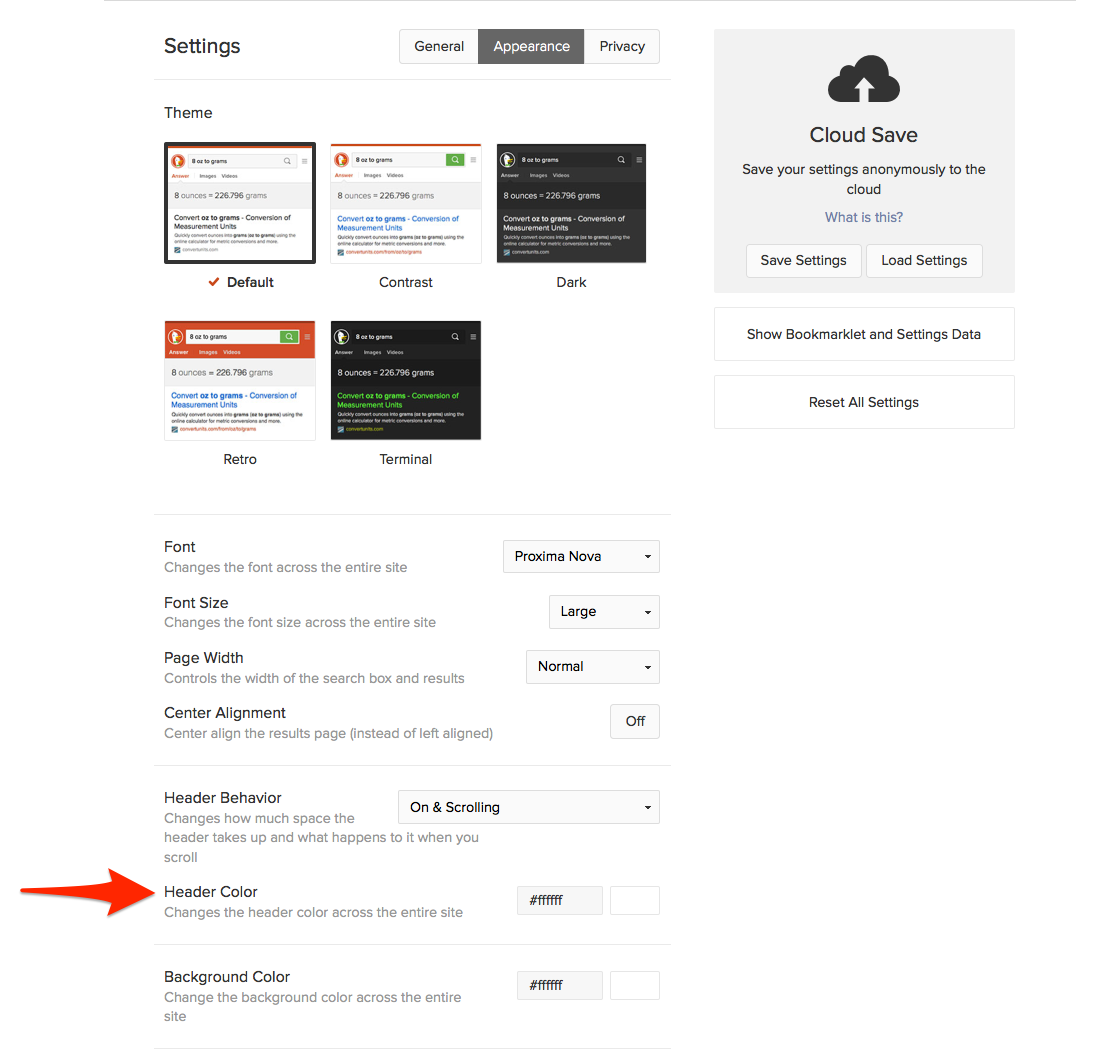 Settings
General
Appearance
Privacy
Theme
8 oz to grams
Answer Images Videos
8 ounces = 226.796 grams
Convert oz to grams - Conversion of
Measurement Units
Quickly convert ounces into grams (oz to grams) using the
online calculator for metric conversions and more.
convertunits.com
Default
8 oz to grams
Answer Images Videos
8 ounces = 226.796 grams
Convert oz to grams - Conversion of
Measurement Units
Quickly convert ounces into grams (oz to grams) using the
online calculator for metric conversions and more.
convertunits.com/from/oz/to/grams
Contrast
8 oz to grams
Answer Images Videos
8 ounces = 226.796 grams
Convert oz to grams - Conversion of
Measurement Units
Quickly convert ounces into grams (oz to grams) using the
online calculator for metric conversions and more.
convertunits.com
Dark
8 oz to grams
Answer Images Videos
8 ounces = 226.796 grams
Convert oz to grams - Conversion of
Measurement Units
Quickly convert ounces into grams (oz to grams) using the
online calculator for metric conversions and more.
convertunits.com/from/oz/to/grams
Retro
8 oz to grams
Answer Images Videos
8 ounces = 226.796 grams
Convert oz to grams - Conversion of
Measurement Units
Quickly convert ounces into grams (oz to grams) using the
online calculator for metric conversions and more.
convertunits.com
Terminal
Font
Changes the font across the entire site
Proxima Nova
Font Size
Changes the font size across the entire site
Large
Page Width
Controls the width of the search box and results
Normal
Center Alignment
Center align the results page (instead of left aligned)
Off
Header Behavior
Changes how much space the
header takes up and what happens to it when you
scroll
On & Scrolling
Header Color
Changes the header color across the entire site
#ffffff
Background Color
Change the background color across the entire
site
#ffffff
Cloud Save
Save your settings anonymously to the
cloud
What is this?
Save Settings
Load Settings
Show Bookmarklet and Settings Data
Reset All Settings